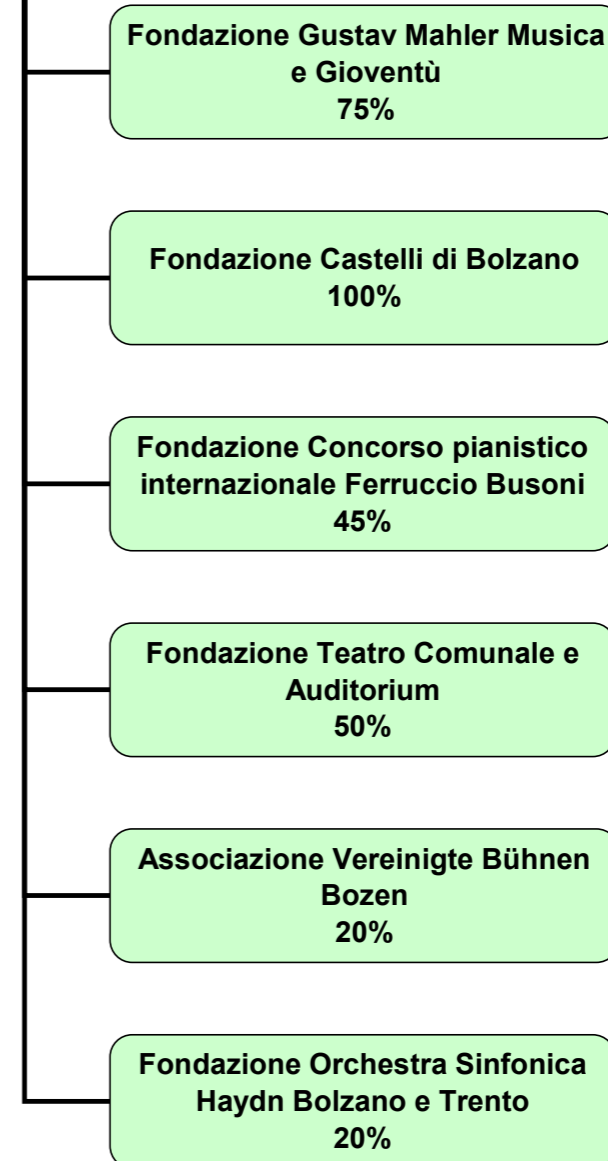 Fondazione Gustav Mahler Musica
e Gioventù
75%
Fondazione Castelli di Bolzano
100%
Fondazione Concorso pianistico
internazionale Ferruccio Busoni
45%
Fondazione Teatro Comunale e
Auditorium
50%
Associazione Vereinigte Bühnen
Bozen
20%
Fondazione Orchestra Sinfonica
Haydn Bolzano e Trento
20%